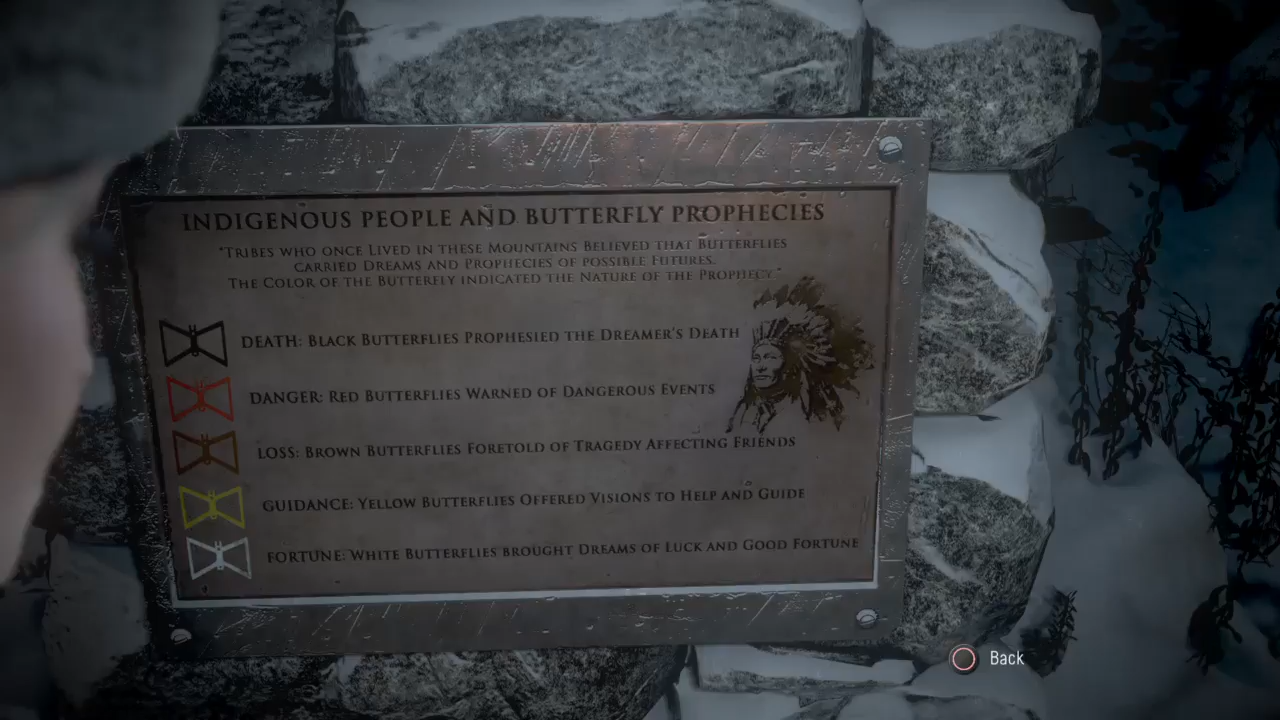 INDIGENOUS PEOPLE AND BUTTERFLY PROPHECIES
"TRIBES WHO ONCE LIVED IN THESE MOUNTAINS BELIEVED THAT BUTTERFLIES
CARRIED DREAMS AND PROPHECIES OF POSSIBLE FUTURES.
THE COLOR OF THE BUTTERFLY INDICATED THE NATURE OF THE PROPHECY."
DEATH: BLACK BUTTERFLIES PROPHESIED THE DREAMER'S DEATH
DANGER: RED BUTTERFLIES WARNED OF DANGEROUS EVENTS
LOSS: BROWN BUTTERFLIES FORETOLD OF TRAGEDY AFFECTING FRIENDS
GUIDANCE: YELLOW BUTTERFLIES OFFERED VISIONS TO HELP AND GUIDE
FORTUNE: WHITE BUTTERFLIES BROUGHT DREAMS OF LUCK AND GOOD FORTUNE
Back